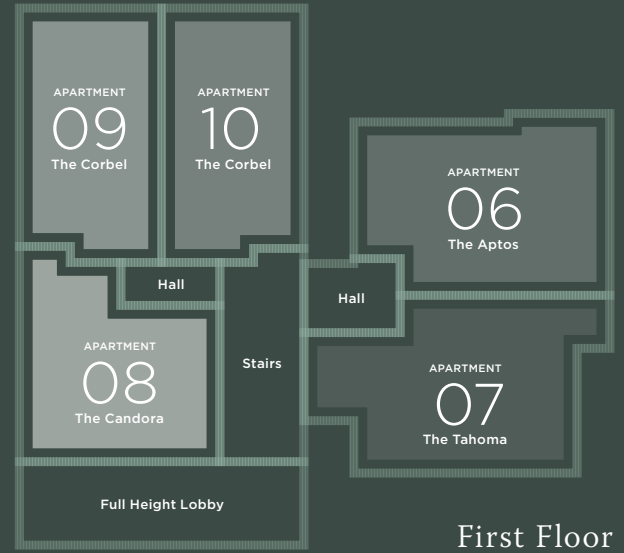 APARTMENT
09
The Corbel
APARTMENT
10
The Corbel
APARTMENT
06
The Aptos
Hall
Hall
APARTMENT
08
The Candora
Stairs
APARTMENT
07
The Tahoma
Full Height Lobby
First Floor